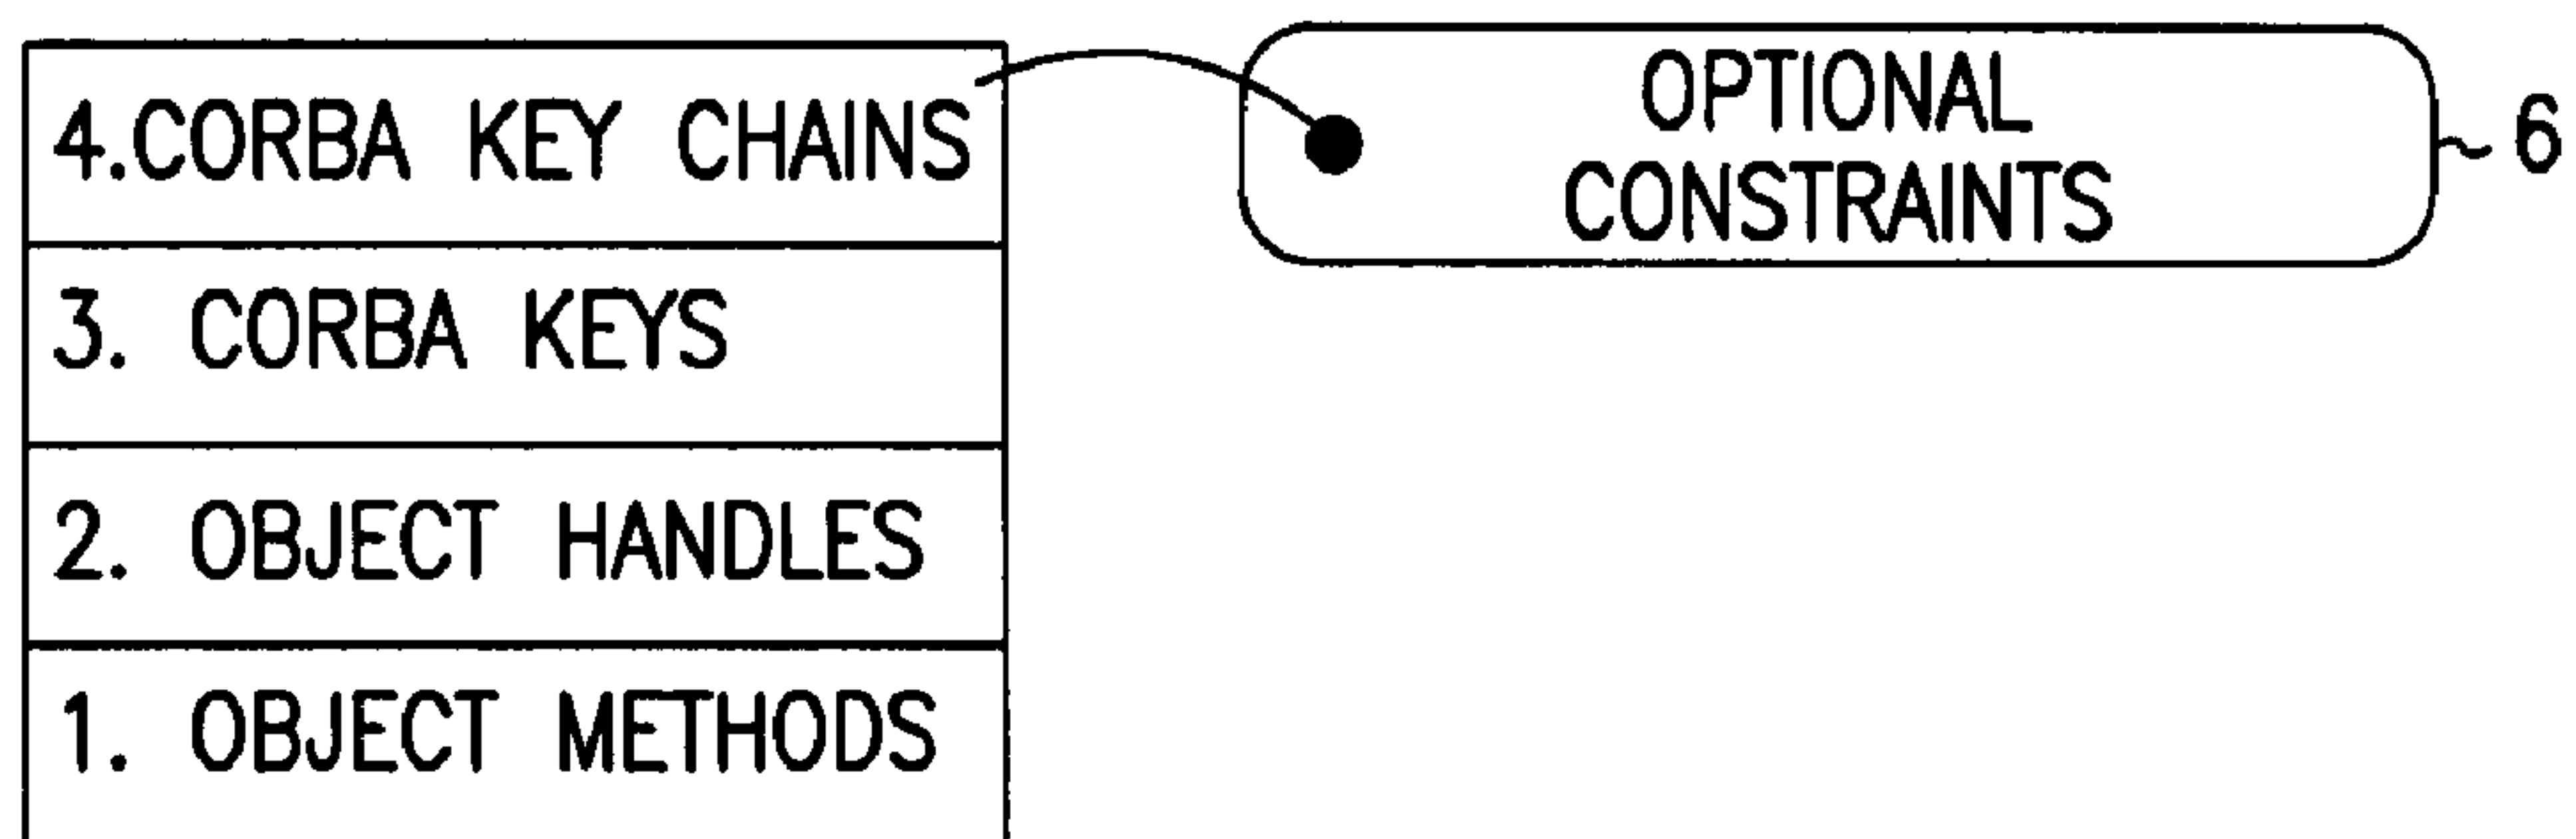 4.CORBA KEY CHAINS
OPTIONAL
CONSTRAINTS
6
3. CORBA KEYS
2. OBJECT HANDLES
1. OBJECT METHODS